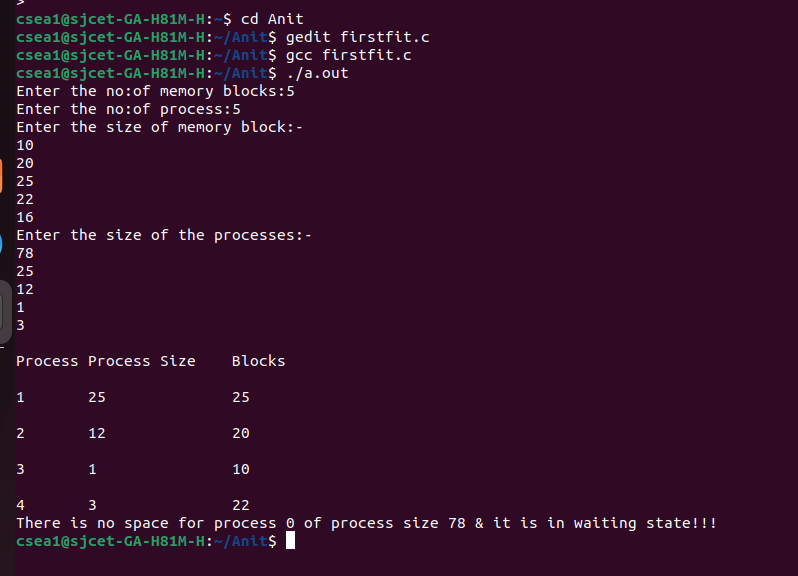 >
csea1@sjcet-GA-H81M-H:~$ cd Anit
csea1@sjcet-GA-H81M-H:~/Anit$ gedit firstfit.c
csea1@sjcet-GA-H81M-H:~/Anit$ gcc firstfit.c
csea1@sjcet-GA-H81M-H:~/Anit$ ./a.out
Enter the no:of memory blocks:5
Enter the no:of process:5
Enter the size of memory block:-
10
20
25
22
16
Enter the size of the processes:-
78
25
12
1
3
Process Process Size    Blocks
1       25              25
2       12              20
3       1               10
4       3               22
There is no space for process 0 of process size 78 & it is in waiting state!!!
csea1@sjcet-GA-H81M-H:~/Anit$